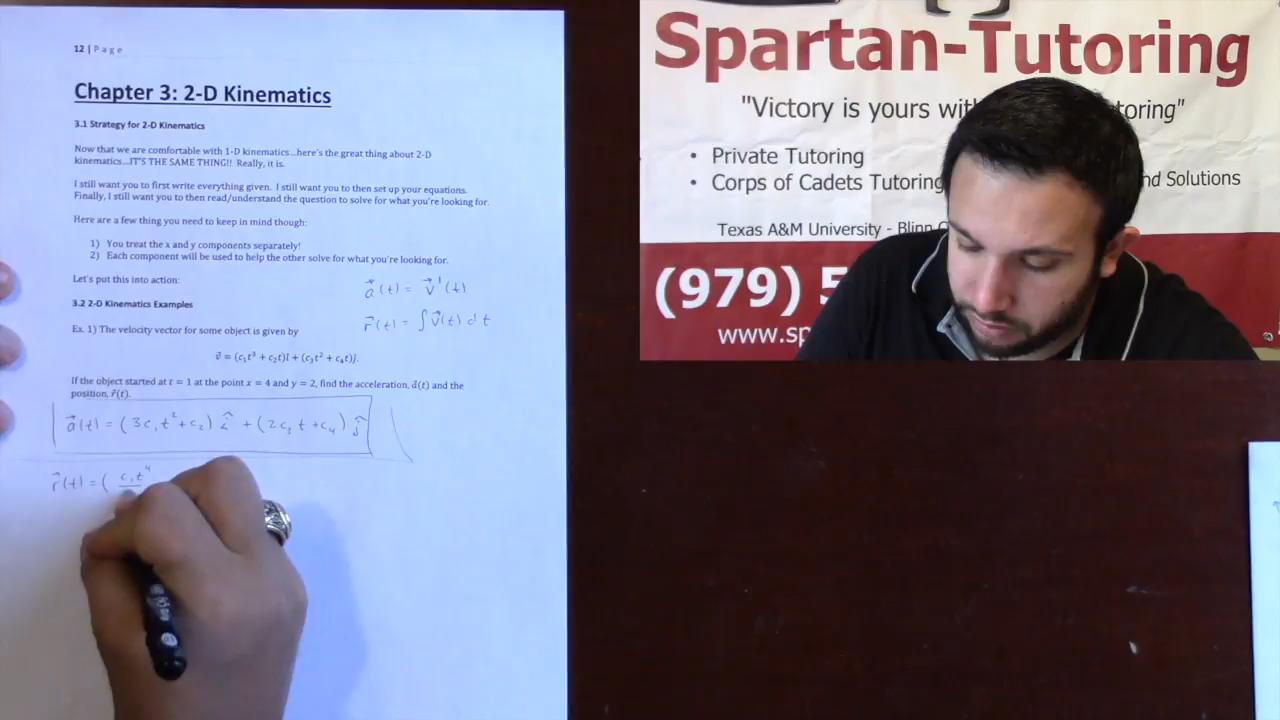 12 | Page
Chapter 3: 2-D Kinematics
3.1 Strategy for 2-D Kinematics
Now that we are comfortable with 1-D kinematics...here's the great thing about 2-D
kinematics...IT'S THE SAME THING!! Really, it is.
I still want you to first write everything given. I still want you to then set up your equations.
Finally, I still want you to then read/understand the question to solve for what you're looking for.
Here are a few thing you need to keep in mind though:
1) You treat the x and y components separately!
2) Each component will be used to help the other solve for what you're looking for.
Let's put this into action:
a⃗(t) = v⃗'(t)
3.2 2-D Kinematics Examples
r⃗(t) = ∫ v⃗(t) dt
Ex. 1) The velocity vector for some object is given by
v⃗ = (c₁t³ + c₂t)î + (c₃t² + c₄t)ĵ.
If the object started at t = 1 at the point x = 4 and y = 2, find the acceleration, a⃗(t) and the
position, r⃗(t).
a⃗(t) = (3c₁t² + c₂) î + (2c₃t + c₄) ĵ
r⃗(t) = ( c₁t⁴
Spartan-Tutoring
"Victory is yours
• Private Tutoring
• Corps of Cadets Tutoring
Solutions
Texas A&M University - Blinn
(979) 5
www.sp